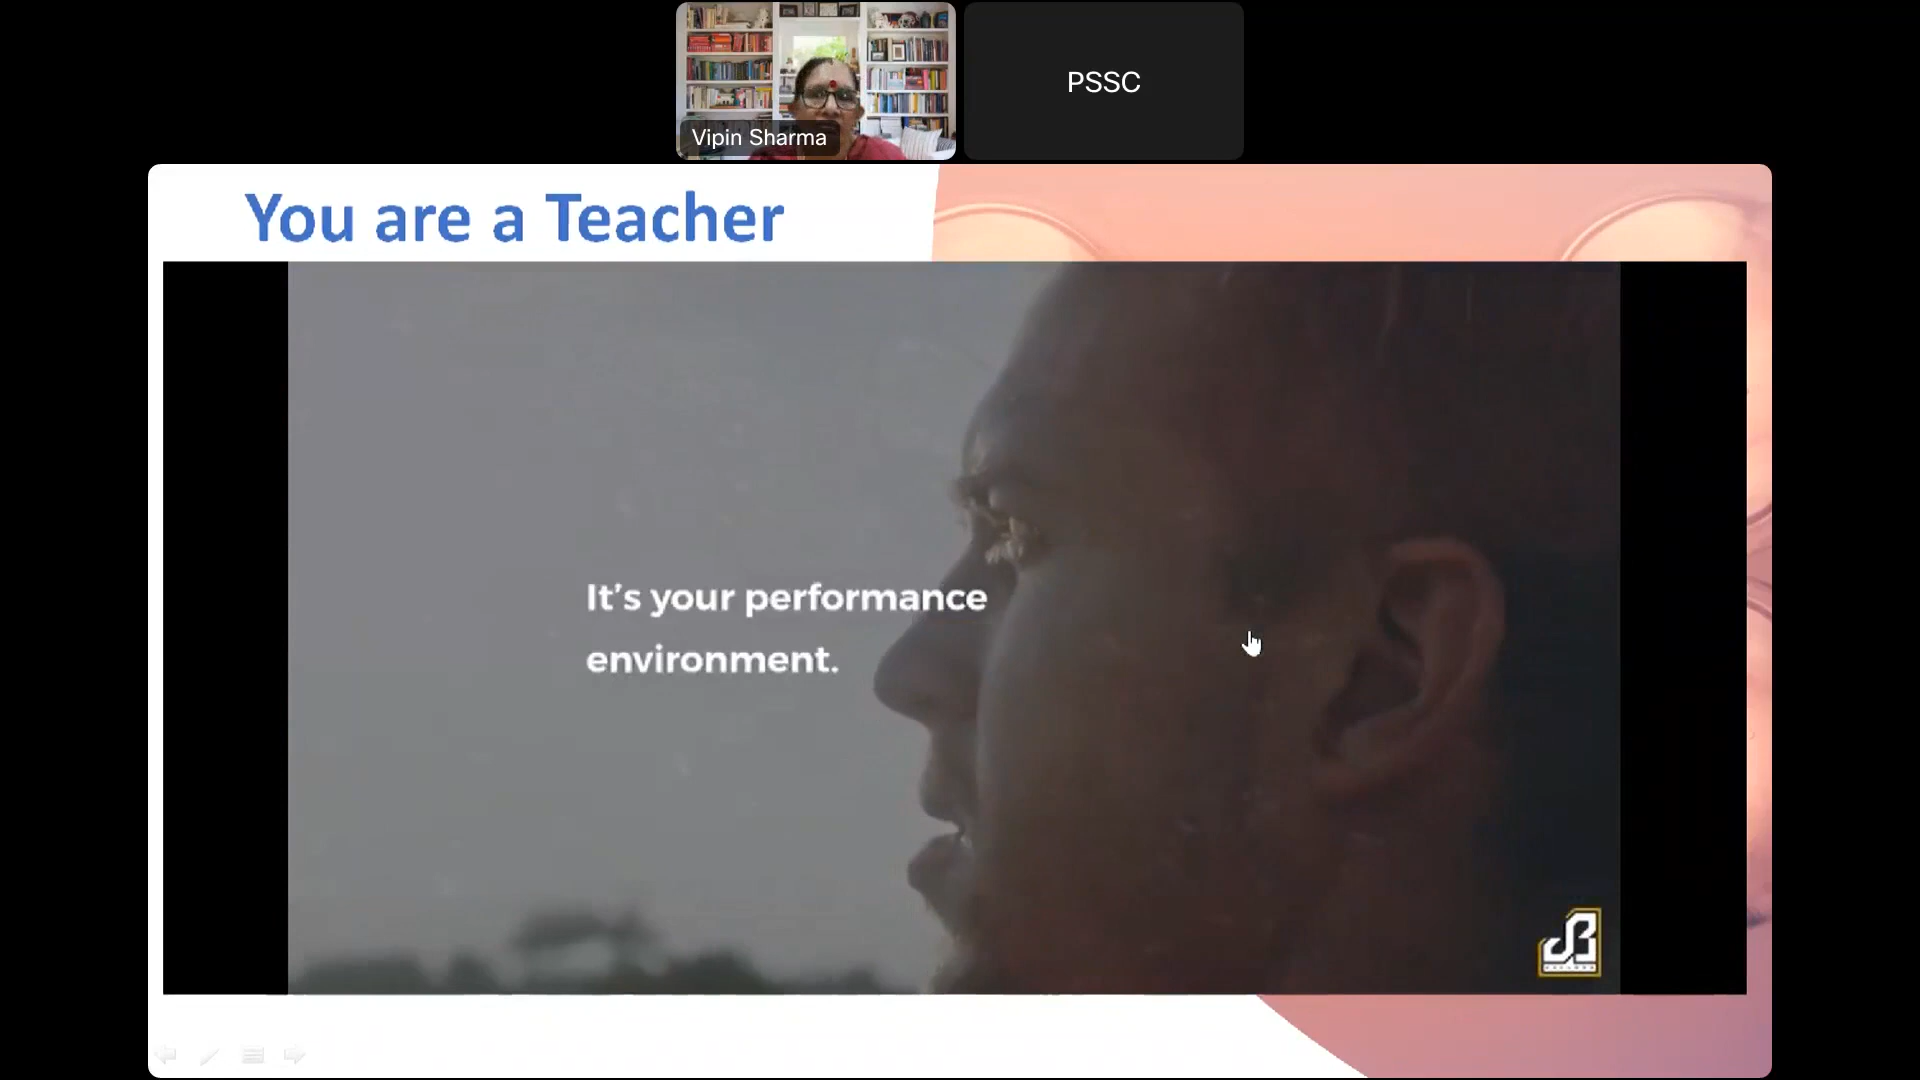 Vipin Sharma
PSSC
You are a Teacher
It's your performance
environment.